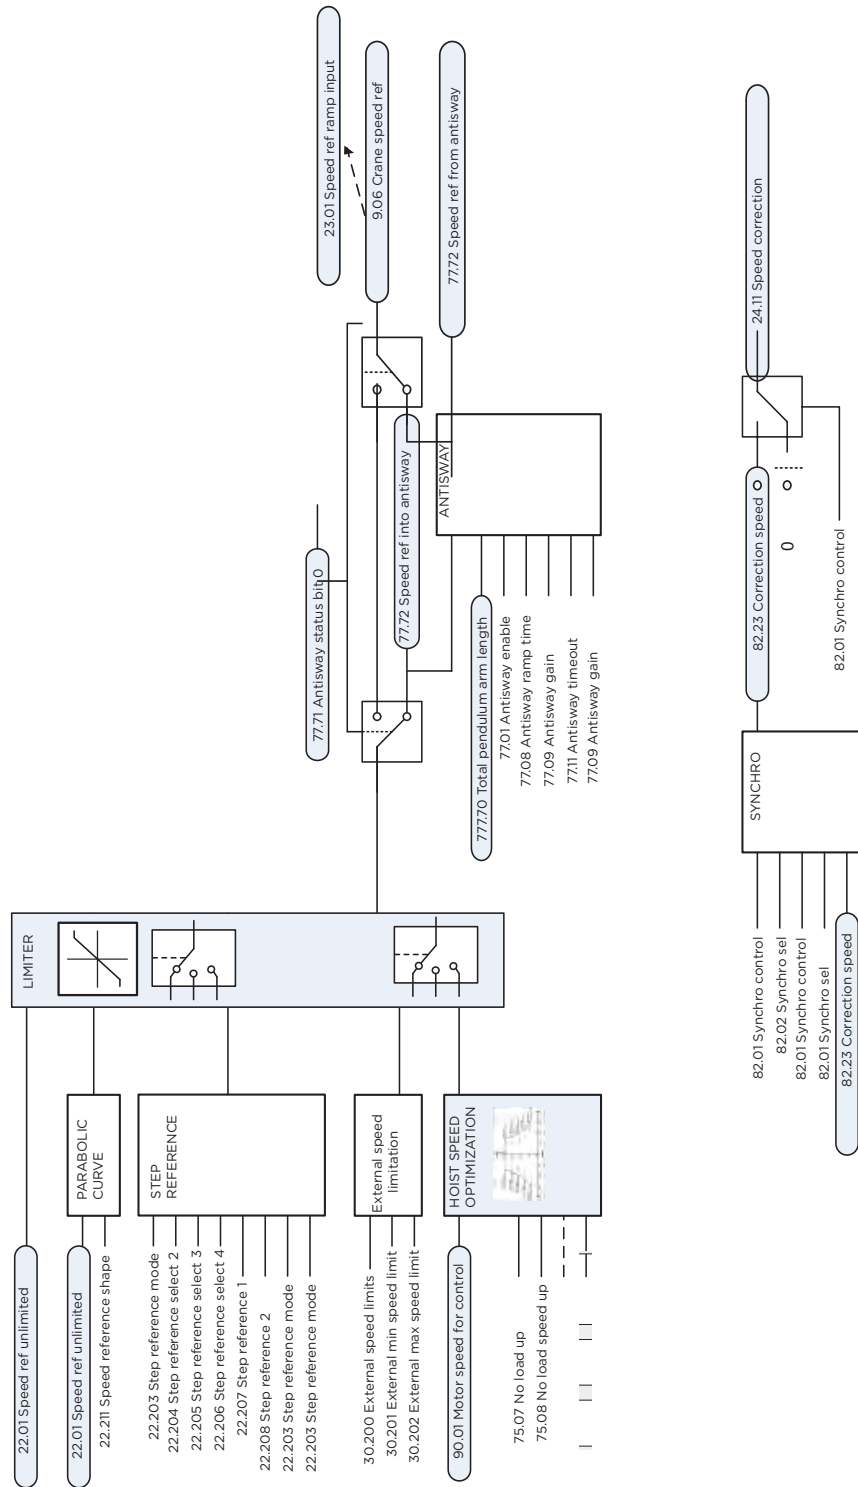 22.01 Speed ref unlimited
22.01 Speed ref unlimited
22.211 Speed reference shape
PARABOLIC
CURVE
22.203 Step reference mode
22.204 Step reference select 2
22.205 Step reference select 3
22.206 Step reference select 4
22.207 Step reference 1
22.208 Step reference 2
22.203 Step reference mode
22.203 Step reference mode
STEP
REFERENCE
30.200 External speed limits
30.201 External min speed limit
30.202 External max speed limit
External speed
limitation
90.01 Motor speed for control
75.07 No load up
75.08 No load speed up
HOIST SPEED
OPTIMIZATION
LIMITER
77.71 Antisway status bit 0
77.72 Speed ref into antisway
777.70 Total pendulum arm length
77.01 Antisway enable
77.08 Antisway ramp time
77.09 Antisway gain
77.11 Antisway timeout
77.09 Antisway gain
ANTISWAY
23.01 Speed ref ramp input
9.06 Crane speed ref
77.72 Speed ref from antisway
82.01 Synchro control
82.02 Synchro sel
82.01 Synchro control
82.01 Synchro sel
82.23 Correction speed
SYNCHRO
82.23 Correction speed
0
82.01 Synchro control
24.11 Speed correction